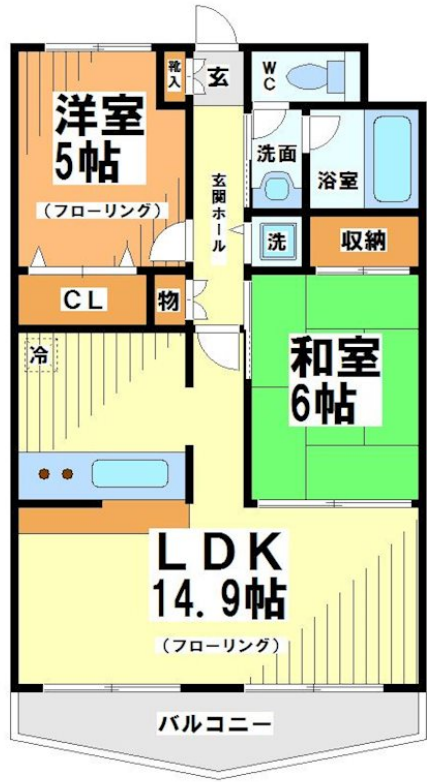 靴入
玄
WC
洋室
5帖
(フローリング)
洗面
浴室
玄関ホール
洗
収納
CL
物
冷
和室
6帖
LDK
14.9帖
(フローリング)
バルコニー